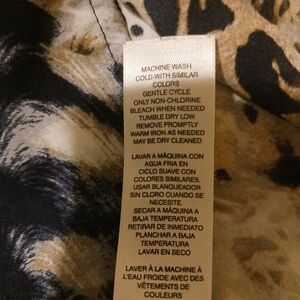 MACHINE WASH
COLD WITH SIMILAR
COLORS
GENTLE CYCLE
ONLY NON-CHLORINE
BLEACH WHEN NEEDED
TUMBLE DRY LOW
REMOVE PROMPTLY
WARM IRON AS NEEDED
MAY BE DRY CLEANED
LAVAR A MÁQUINA CON
AGUA FRIA EN
CICLO SUAVE CON
COLORES SIMILARES.
USAR BLANQUEADOR
SIN CLORO CUANDO SE
NECESITE.
SECAR A MÁQUINA A
BAJA TEMPERATURA
RETIRAR DE INMEDIATO
PLANCHAR A BAJA
TEMPERATURA
LAVAR EN SECO
LAVER À LA MACHINE À
L'EAU FROIDE AVEC DES
VÊTEMENTS DE
COULEURS